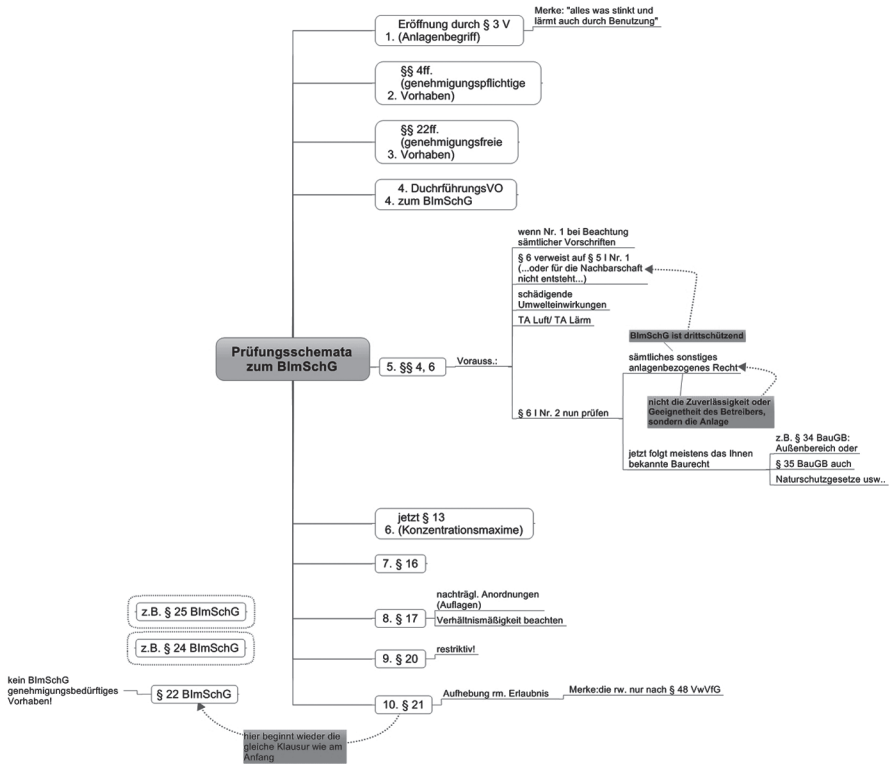 Prüfungsschemata
zum BImSchG
Eröffnung durch § 3 V
1. (Anlagenbegriff)
Merke: "alles was stinkt und
lärmt auch durch Benutzung"
§§ 4ff.
(genehmigungspflichtige
2. Vorhaben)
§§ 22ff.
(genehmigungsfreie
3. Vorhaben)
4. DuchrführungsVO
4. zum BImSchG
5. §§ 4, 6
Vorauss.:
wenn Nr. 1 bei Beachtung
sämtlicher Vorschriften
§ 6 verweist auf § 5 I Nr. 1
(...oder für die Nachbarschaft
nicht entsteht...)
schädigende
Umwelteinwirkungen
TA Luft/ TA Lärm
§ 6 I Nr. 2 nun prüfen
BImSchG ist drittschützend
sämtliches sonstiges
anlagenbezogenes Recht
nicht die Zuverlässigkeit oder
Geeignetheit des Betreibers,
sondern die Anlage
jetzt folgt meistens das Ihnen
bekannte Baurecht
z.B. § 34 BauGB:
Außenbereich oder
§ 35 BauGB auch
Naturschutzgesetze usw..
jetzt § 13
6. (Konzentrationsmaxime)
7. § 16
8. § 17
nachträgl. Anordnungen
(Auflagen)
Verhältnismäßigkeit beachten
9. § 20
restriktiv!
10. § 21
Aufhebung rm. Erlaubnis
Merke:die rw. nur nach § 48 VwVfG
z.B. § 25 BImSchG
z.B. § 24 BImSchG
§ 22 BImSchG
kein BImSchG
genehmigungsbedürftiges
Vorhaben!
hier beginnt wieder die
gleiche Klausur wie am
Anfang